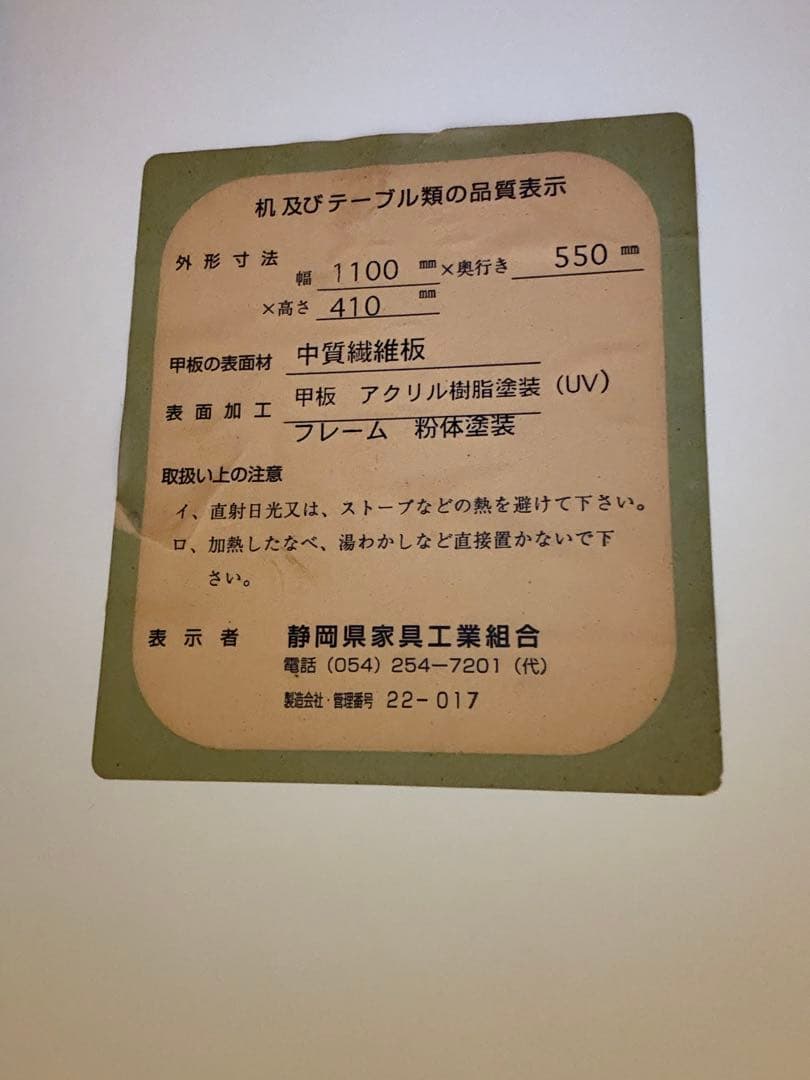 机及びテーブル類の品質表示
外形寸法 幅 1100 ㎜ ×奥行き 550 ㎜
×高さ 410 ㎜
甲板の表面材 中質繊維板
表面加工 甲板 アクリル樹脂塗装(UV)
フレーム 粉体塗装
取扱い上の注意
イ、直射日光又は、ストーブなどの熱を避けて下さい。
ロ、加熱したなべ、湯わかしなど直接置かないで下
さい。
表示者 静岡県家具工業組合
電話(054)254-7201(代)
製造会社・管理番号 22-017